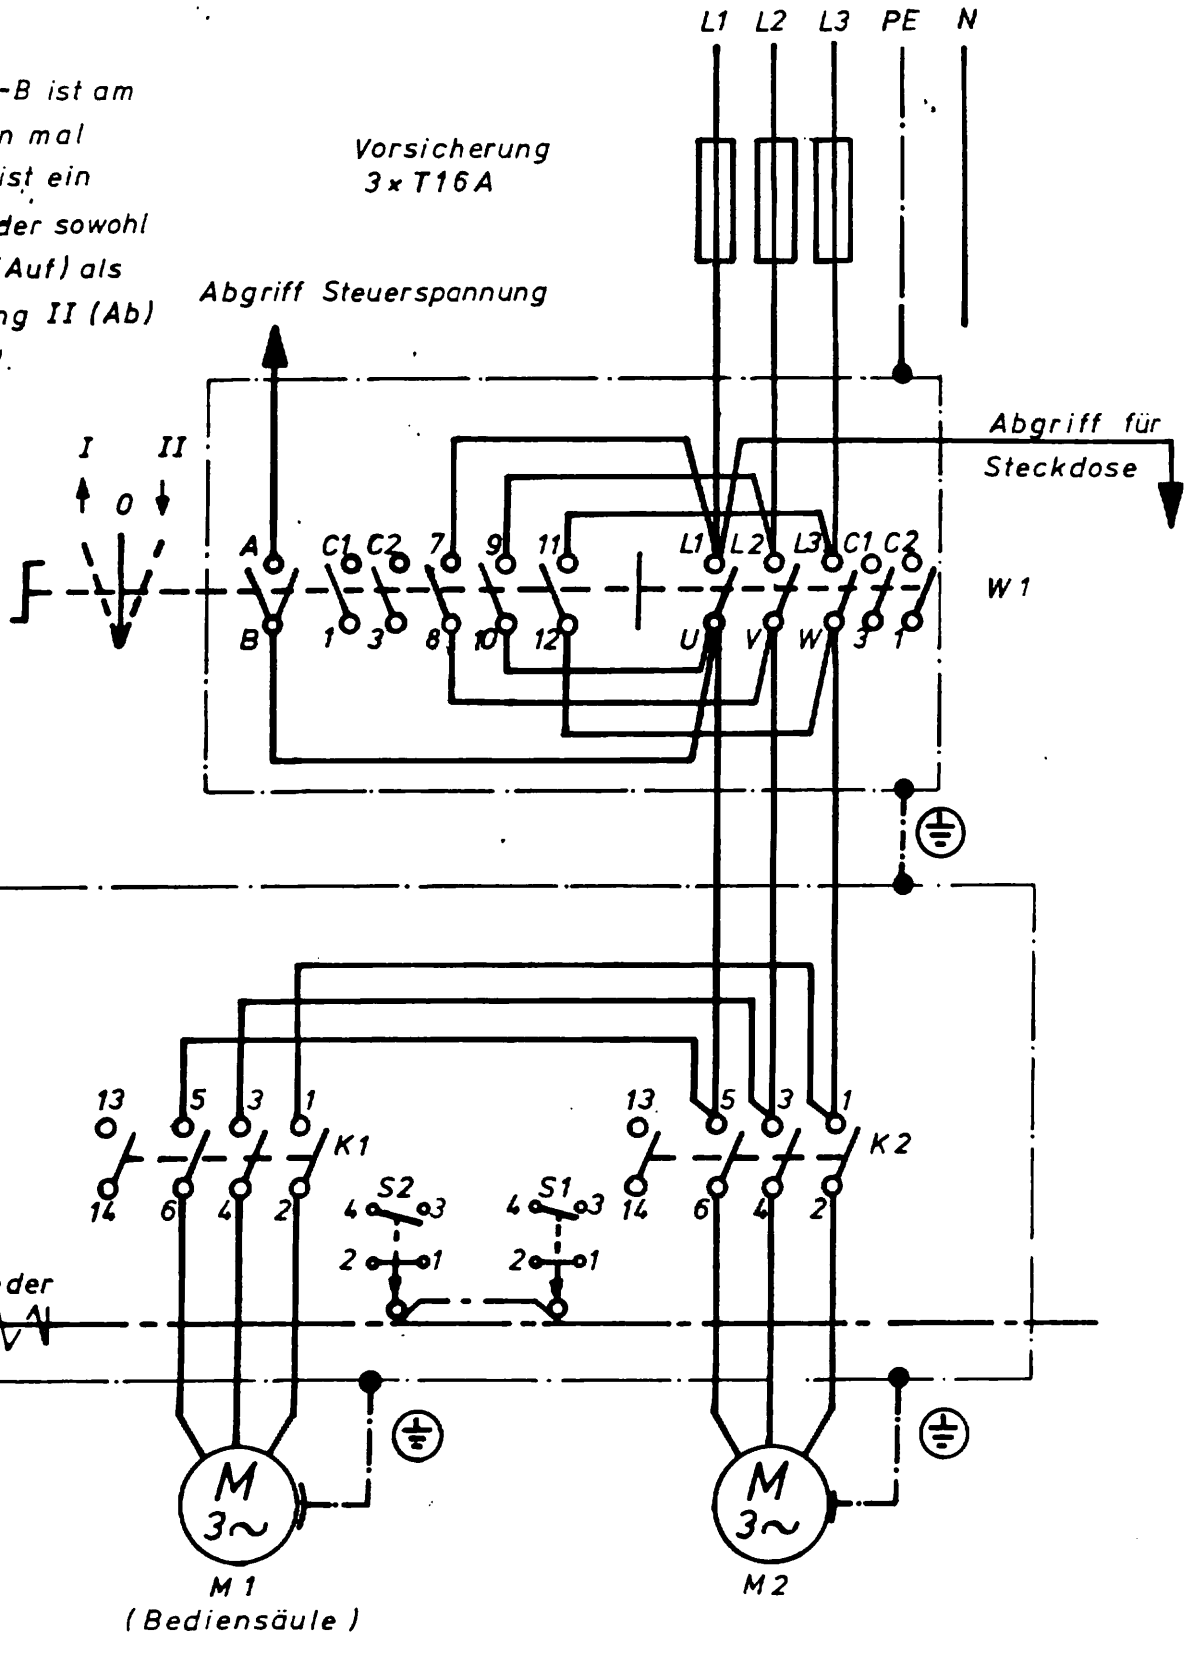 L1 L2 L3 PE N
-B ist am
n mal
ist ein
der sowohl
(Auf) als
ng II (Ab)
Vorsicherung
3 x T16A
Abgriff Steuerspannung
Abgriff für
Steckdose
I II
0
A C1 C2 7 9 11 L1 L2 L3 C1 C2
W1
B 1 3 8 10 12 U V W 3 1
13 5 3 1 13 5 3 1
K1 K2
14 6 4 2 14 6 4 2
S2 S1
4 3 4 3
2 1 2 1
der
M M
3~ 3~
M1 M2
(Bediensäule)